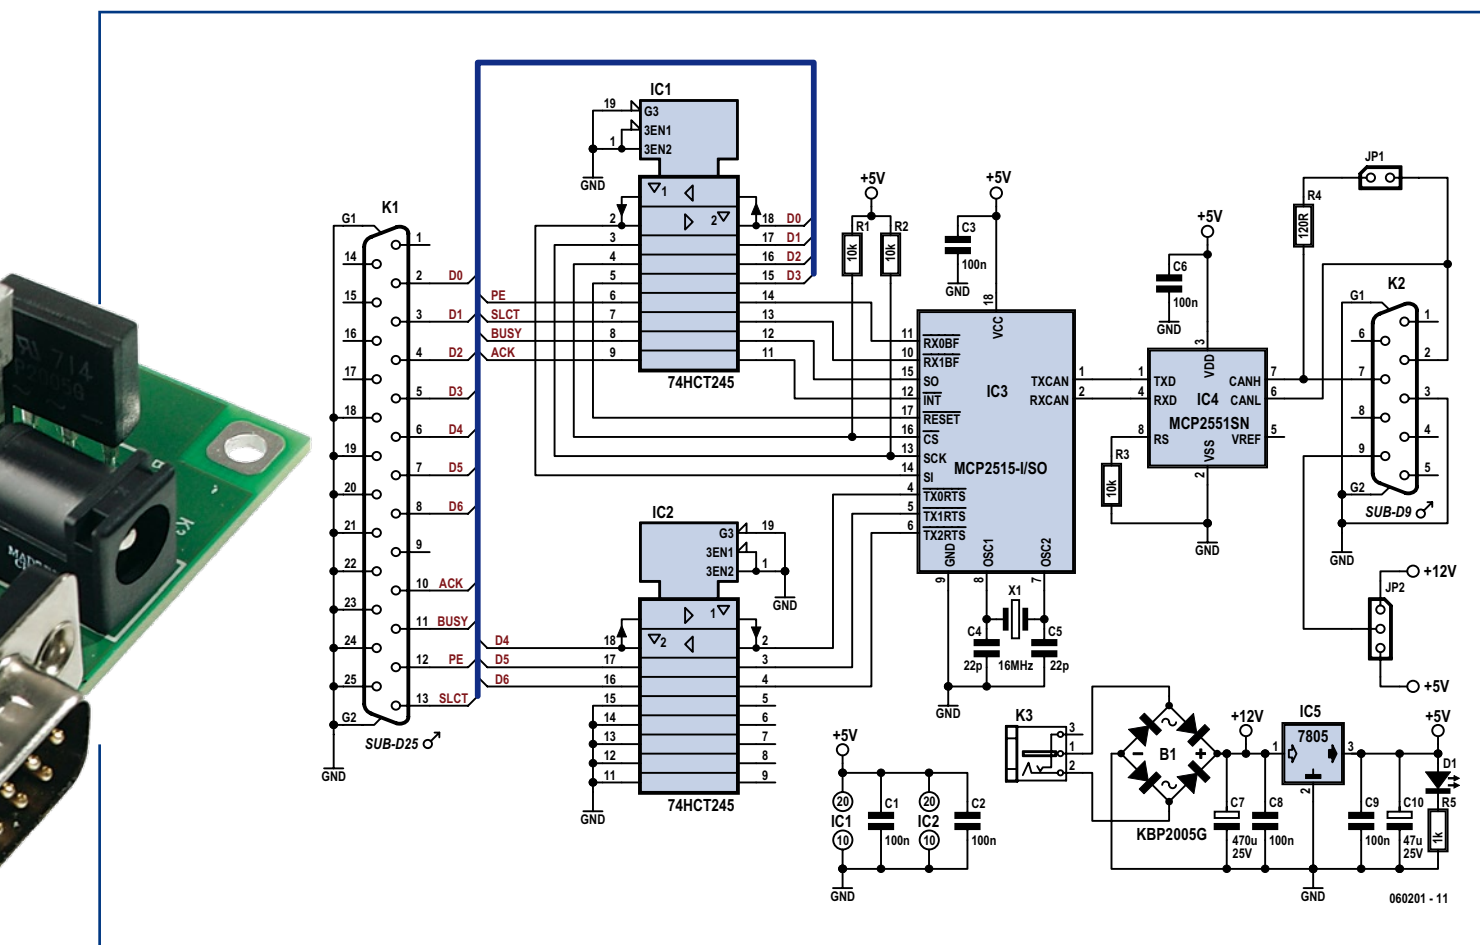 IC1
19 G3
3EN1
1 3EN2
GND
▽1 ◁
2 ▷ 2▽ 18 D0
3 17 D1
4 16 D2
5 15 D3
PE 6 14
SLCT 7 13
BUSY 8 12
ACK 9 11
74HCT245
K1
G1
1
14
2 D0
15
3 D1
16
4 D2
17
5 D3
18
6 D4
19
7 D5
20
8 D6
21
9
22
10 ACK
23
11 BUSY
24
12 PE
25
13 SLCT
G2
SUB-D25 ♂
GND
IC2
G3 19
3EN1
3EN2 1
GND
▷ 1▽
D4 18 ▽2 ◁ 2
D5 17 3
D6 16 4
15 5
14 6
13 7
12 8
11 9
74HCT245
GND
+5V
R1 R2
10k 10k
+5V
C3
100n
GND
18
VCC
11 RX0BF
10 RX1BF
15 SO
12 INT
17 RESET
16 CS
13 SCK
14 SI
4 TX0RTS
5 TX1RTS
6 TX2RTS
IC3
MCP2515-I/SO
TXCAN 1
RXCAN 2
GND OSC1 OSC2
9 8 7
X1
C4 C5
22p 16MHz 22p
GND
+5V
C6
100n
GND
3
VDD
1 TXD CANH 7
4 RXD IC4 CANL 6
MCP2551SN
8 RS VREF 5
VSS
2
R3
10k
GND
JP1
R4
120R
K2
G1
1
6
2
7
3
8
4
9
5
G2
SUB-D9 ♂
GND
+12V
JP2
+5V
+5V
20 20
IC1 C1 IC2 C2
10 100n 10 100n
GND
K3
3
1
2
~
- B1 +
~
KBP2005G
+12V
IC5
7805
1 3
2
+5V
C7 C8 C9 C10
470u 25V
100n
100n
47u 25V
D1
R5
1k
GND
060201 - 11
714
P2005G
K3